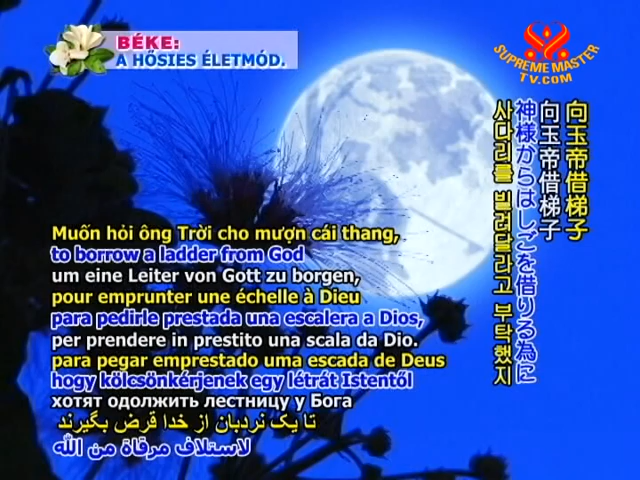 BÉKE:
A HŐSIES ÉLETMÓD.
SUPREME MASTER
TV.COM
向玉帝借梯子
向玉帝借梯子
神様からはしごを借りる為に
사다리를 빌려달라고 부탁했지
Muốn hỏi ông Trời cho mượn cái thang,
to borrow a ladder from God
um eine Leiter von Gott zu borgen,
pour emprunter une échelle à Dieu
para pedirle prestada una escalera a Dios,
per prendere in prestito una scala da Dio.
para pegar emprestado uma escada de Deus
hogy kölcsönkérjenek egy létrát Istentől
хотят одолжить лестницу у Бога
تا یک نردبان از خدا قرض بگیرند
لاستلاف مرقاة من الله